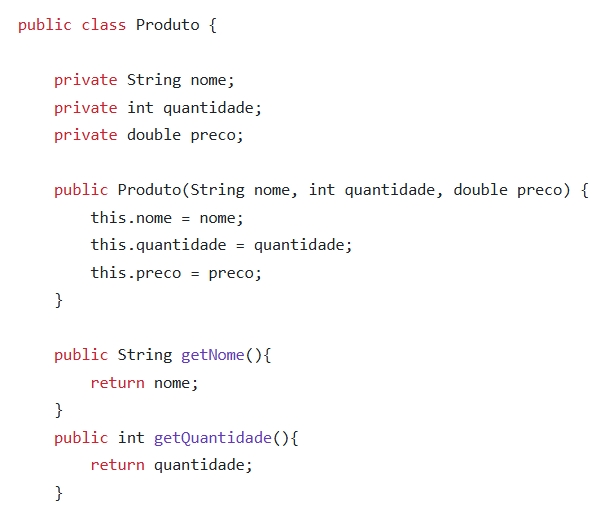 public class Produto {
private String nome;
private int quantidade;
private double preco;
public Produto(String nome, int quantidade, double preco) {
this.nome = nome;
this.quantidade = quantidade;
this.preco = preco;
}
public String getNome(){
return nome;
}
public int getQuantidade(){
return quantidade;
}